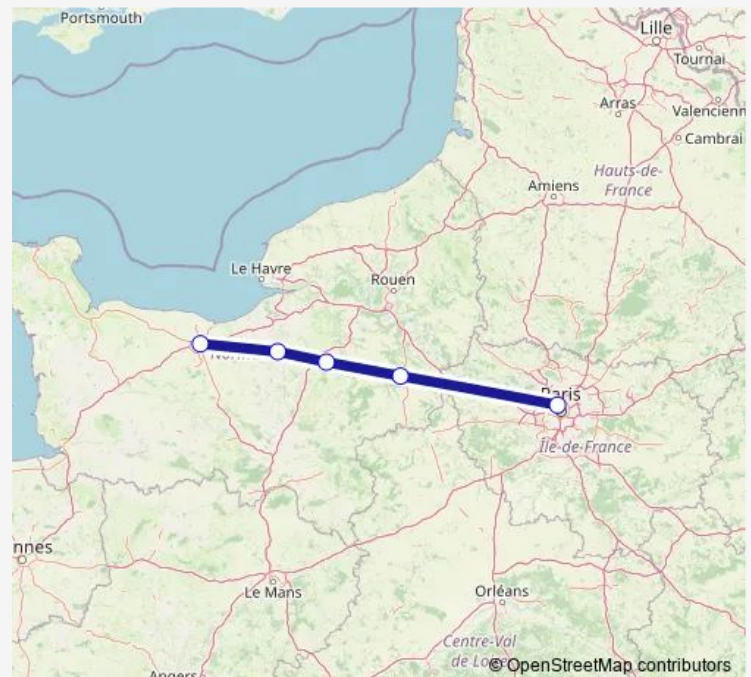 Portsmouth
Lille
Tournai
Arras
Valencienn
Cambrai
Hauts-de-
France
Amiens
Le Havre
Rouen
Paris
Île-de-France
nnes
Le Mans
Orléans
Centre-Val
de Lo
Angers
© OpenStreetMap contributors